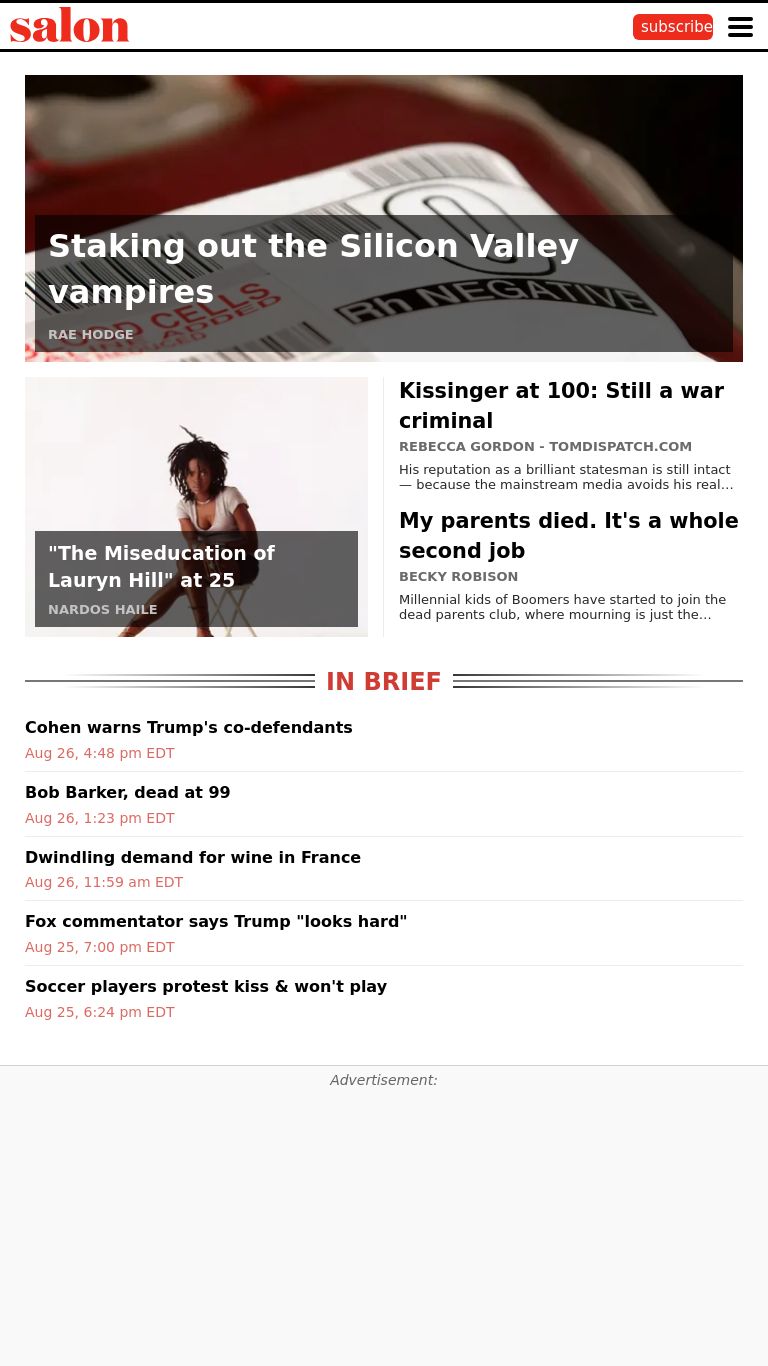 salon
subscribe
Rh NEGATIVE
Staking out the Silicon Valley
vampires
RAE HODGE
"The Miseducation of
Lauryn Hill" at 25
NARDOS HAILE
Kissinger at 100: Still a war
criminal
REBECCA GORDON - TOMDISPATCH.COM
His reputation as a brilliant statesman is still intact
— because the mainstream media avoids his real...
My parents died. It's a whole
second job
BECKY ROBISON
Millennial kids of Boomers have started to join the
dead parents club, where mourning is just the...
IN BRIEF
Cohen warns Trump's co-defendants
Aug 26, 4:48 pm EDT
Bob Barker, dead at 99
Aug 26, 1:23 pm EDT
Dwindling demand for wine in France
Aug 26, 11:59 am EDT
Fox commentator says Trump "looks hard"
Aug 25, 7:00 pm EDT
Soccer players protest kiss & won't play
Aug 25, 6:24 pm EDT
Advertisement: